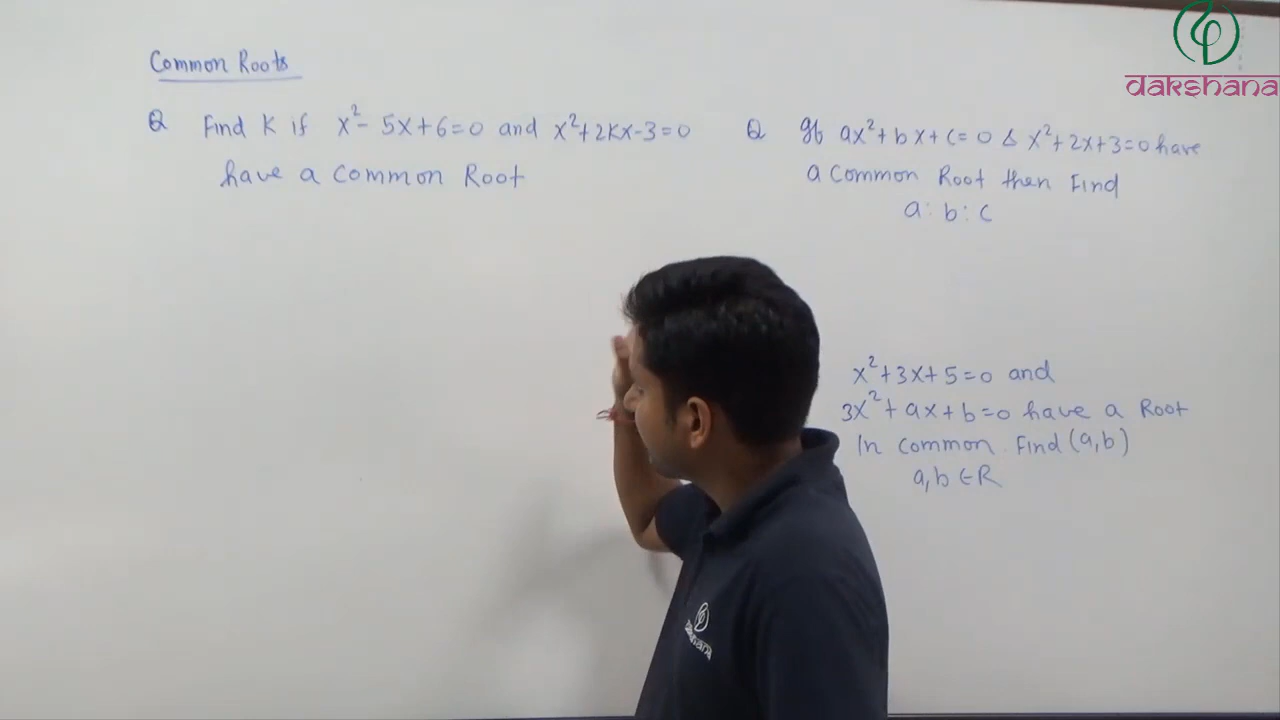 dakshana
Common Roots
Q Find K if x² - 5x + 6 = 0 and x² + 2Kx - 3 = 0
have a common Root
Q If ax² + bx + c = 0 & x² + 2x + 3 = 0 have
a common Root then Find
a : b : c
x² + 3x + 5 = 0 and
3x² + ax + b = 0 have a Root
In common Find (a,b)
a,b ∈ R
dakshana